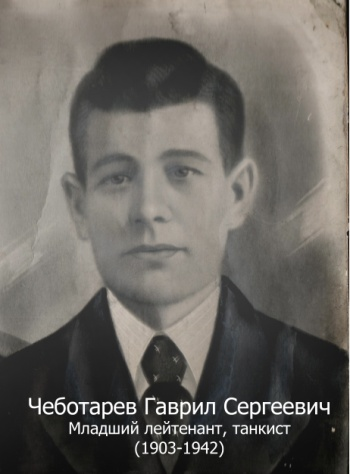 Чеботарев Гаврил Сергеевич
Младший лейтенант, танкист
(1903-1942)